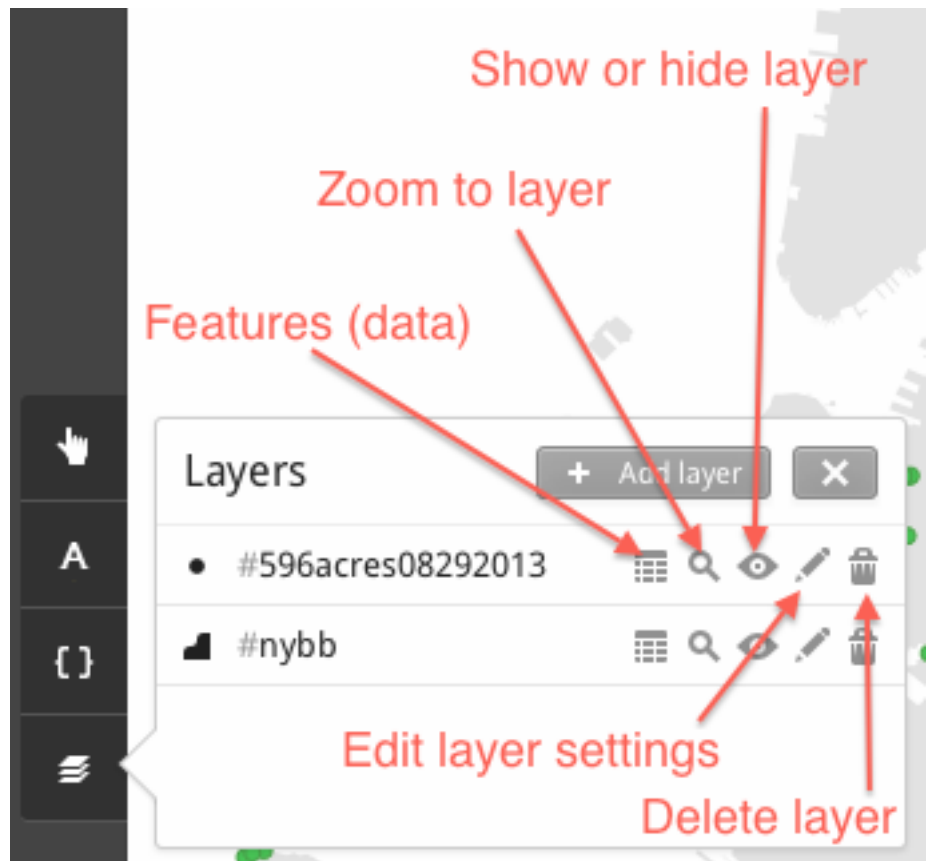 Show or hide layer
Zoom to layer
Features (data)
Layers
+ Add layer
#596acres08292013
A
#nybb
{ }
Edit layer settings
Delete layer